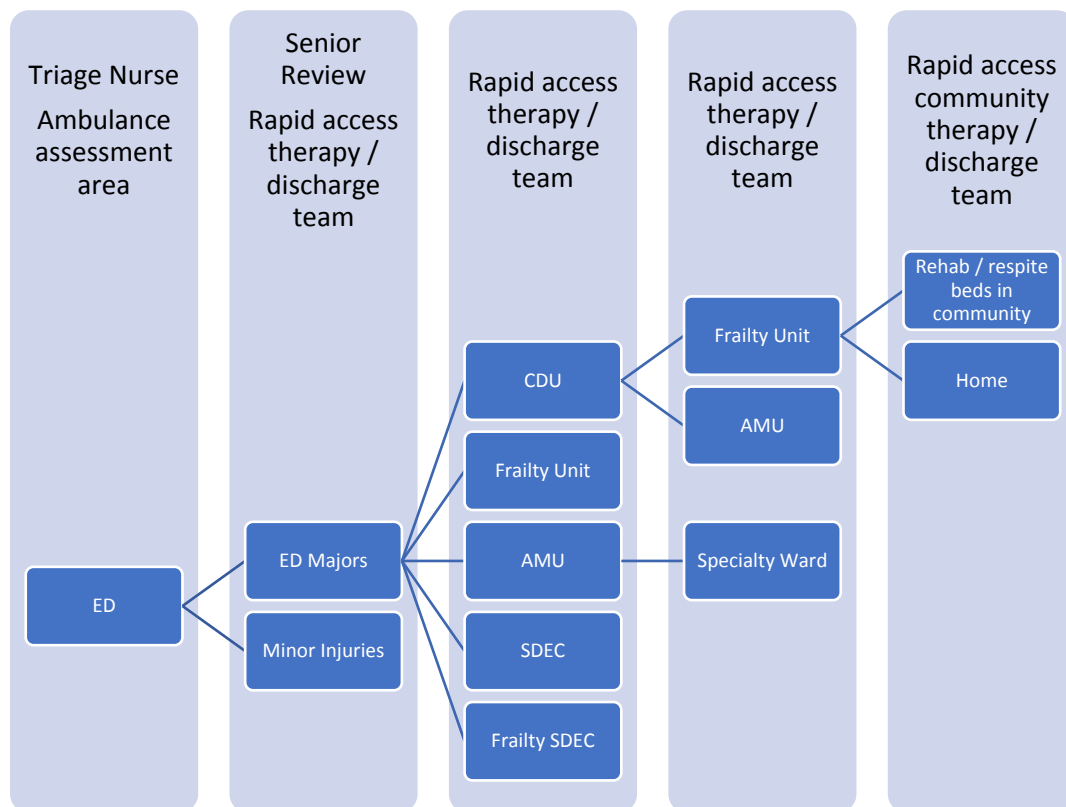 Triage Nurse
Ambulance
assessment
area
ED
Senior
Review
Rapid access
therapy /
discharge
team
ED Majors
Minor Injuries
Rapid access
therapy /
discharge
team
CDU
Frailty Unit
AMU
SDEC
Frailty SDEC
Rapid access
therapy /
discharge
team
Frailty Unit
AMU
Specialty Ward
Rapid access
community
therapy /
discharge
team
Rehab / respite
beds in
community
Home